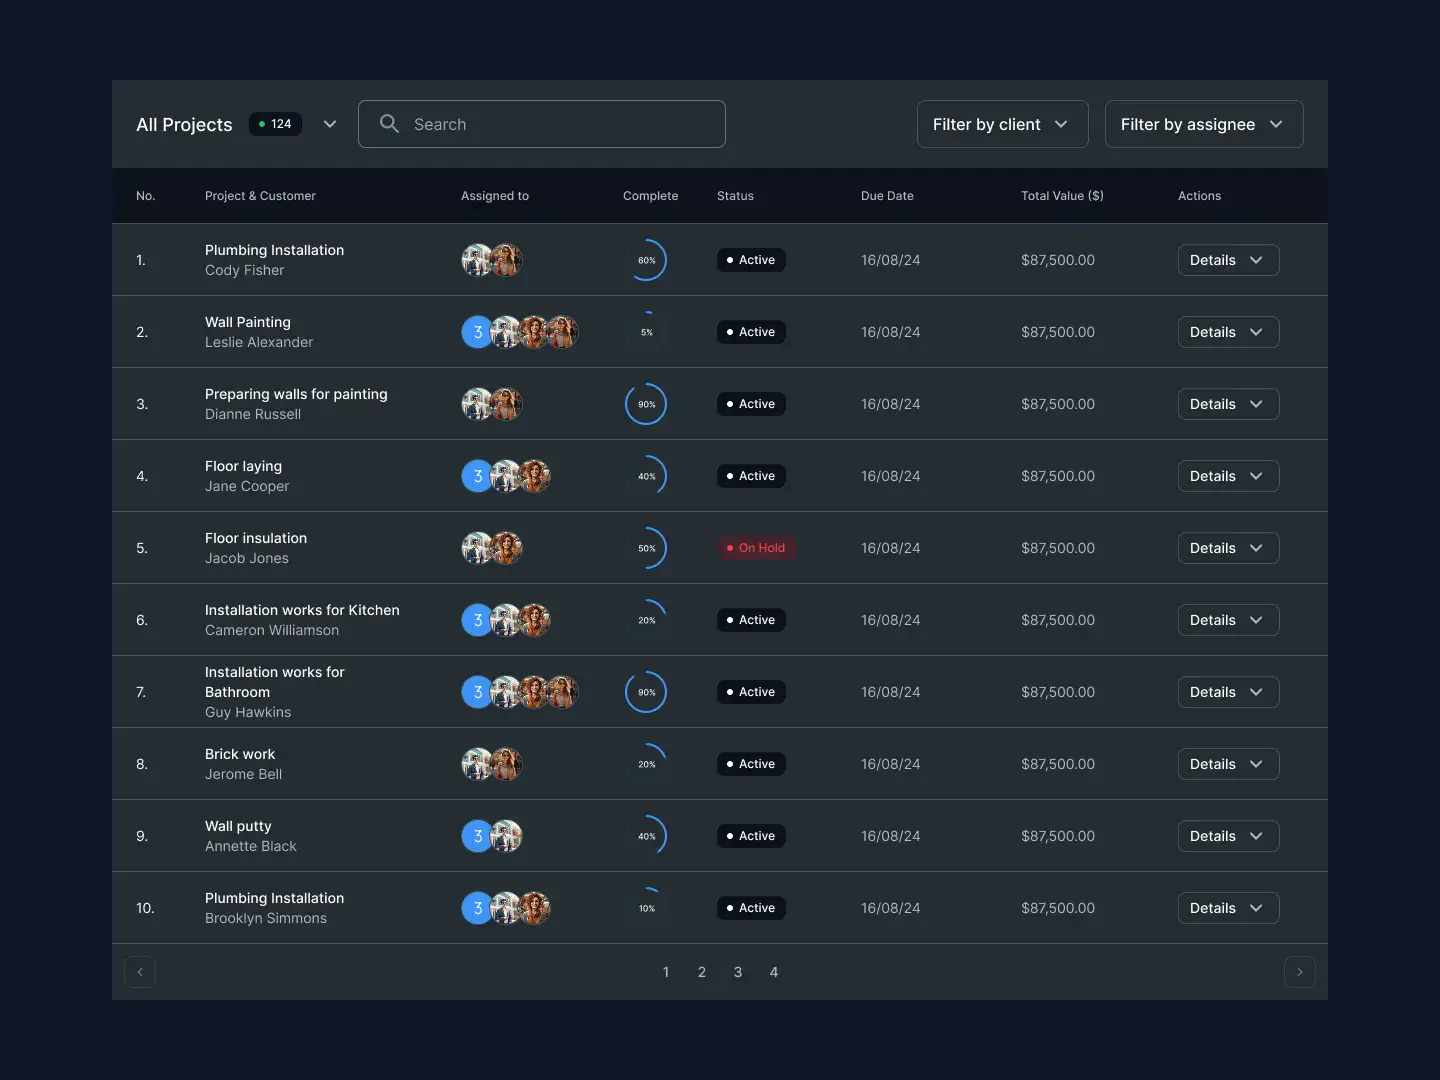 All Projects 124 Search Filter by client Filter by assignee
No. Project & Customer Assigned to Complete Status Due Date Total Value ($) Actions
1. Plumbing Installation 60% Active 16/08/24 $87,500.00 Details
Cody Fisher
2. Wall Painting 3 5% Active 16/08/24 $87,500.00 Details
Leslie Alexander
3. Preparing walls for painting 90% Active 16/08/24 $87,500.00 Details
Dianne Russell
4. Floor laying 3 40% Active 16/08/24 $87,500.00 Details
Jane Cooper
5. Floor insulation 50% On Hold 16/08/24 $87,500.00 Details
Jacob Jones
6. Installation works for Kitchen 3 20% Active 16/08/24 $87,500.00 Details
Cameron Williamson
Installation works for
7. Bathroom 3 90% Active 16/08/24 $87,500.00 Details
Guy Hawkins
8. Brick work 20% Active 16/08/24 $87,500.00 Details
Jerome Bell
9. Wall putty 3 40% Active 16/08/24 $87,500.00 Details
Annette Black
10. Plumbing Installation 3 10% Active 16/08/24 $87,500.00 Details
Brooklyn Simmons
1 2 3 4